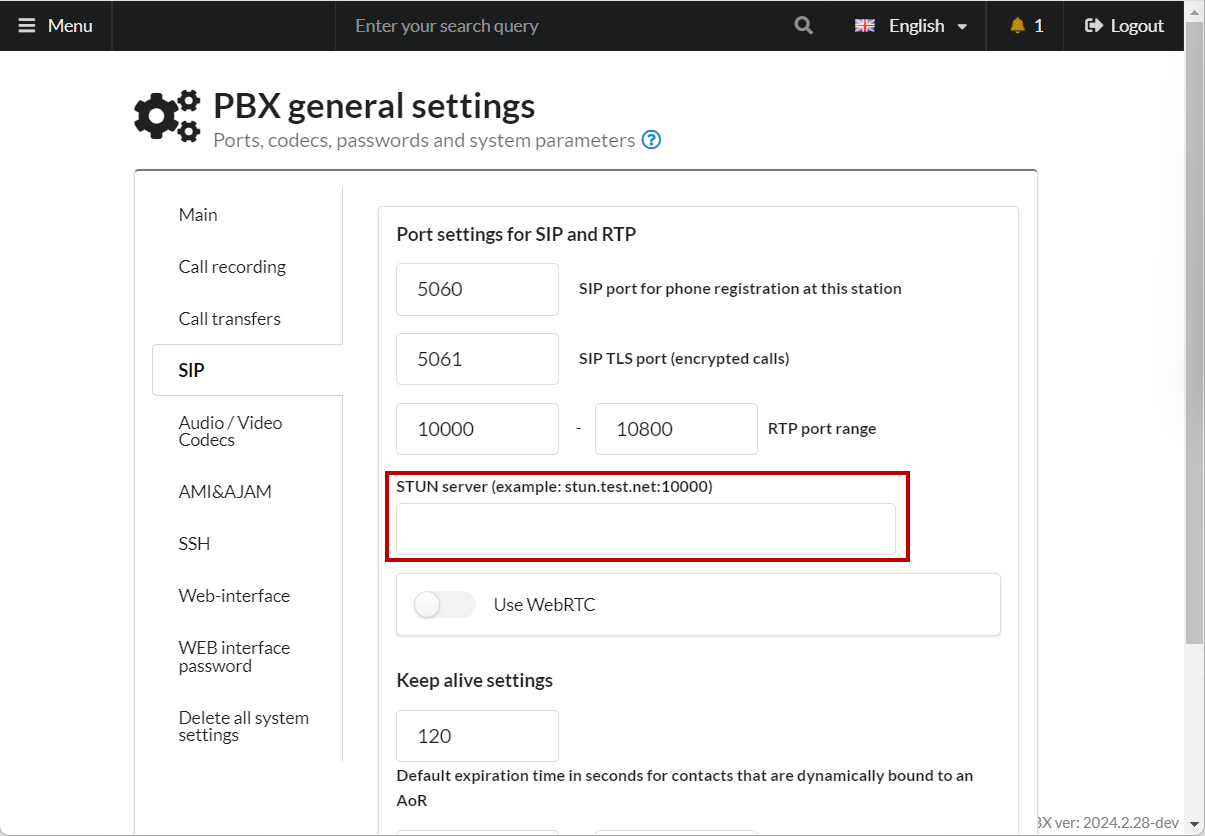 Menu
Enter your search query
English
1
Logout
PBX general settings
Ports, codecs, passwords and system parameters ?
Main
Call recording
Call transfers
SIP
Audio / Video
Codecs
AMI&AJAM
SSH
Web-interface
WEB interface
password
Delete all system
settings
Port settings for SIP and RTP
5060 SIP port for phone registration at this station
5061 SIP TLS port (encrypted calls)
10000 - 10800 RTP port range
STUN server (example: stun.test.net:10000)
Use WebRTC
Keep alive settings
120
Default expiration time in seconds for contacts that are dynamically bound to an
AoR
BX ver: 2024.2.28-dev